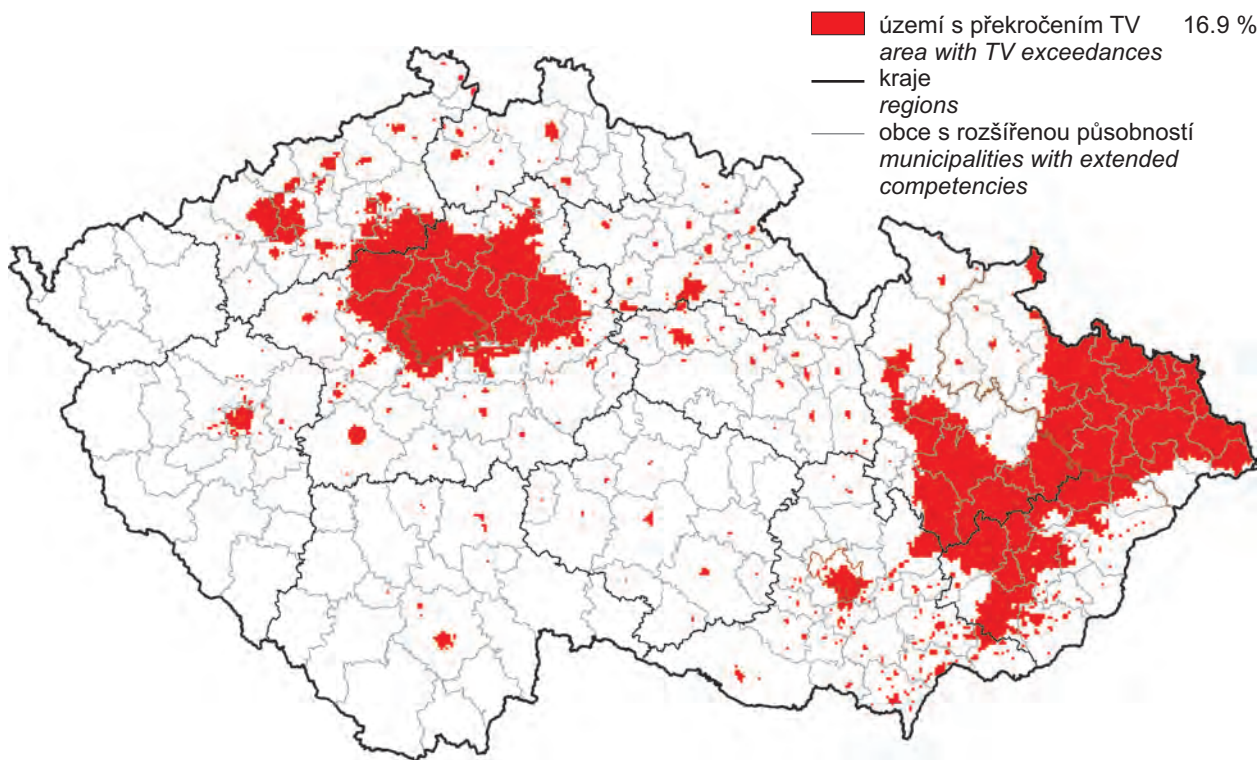 území s překročením TV 16.9 %
area with TV exceedances
kraje
regions
obce s rozšířenou působností
municipalities with extended
competencies